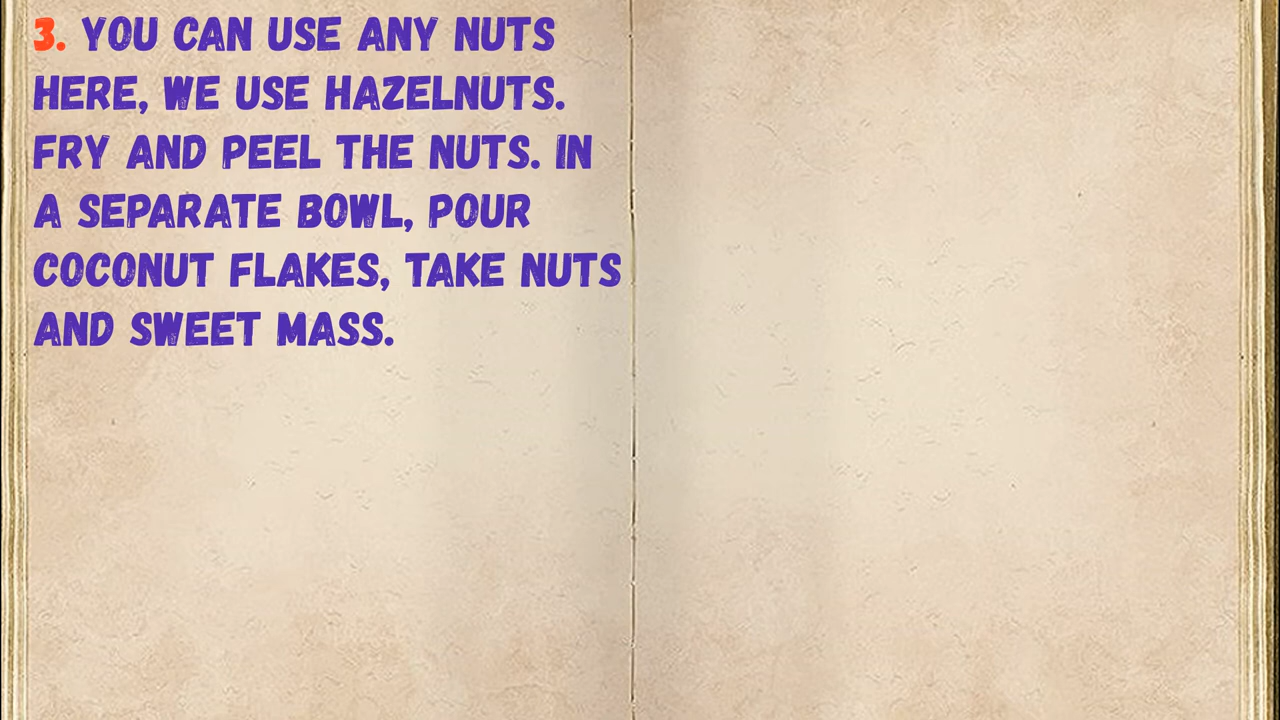 3. YOU CAN USE ANY NUTS
HERE, WE USE HAZELNUTS.
FRY AND PEEL THE NUTS. IN
A SEPARATE BOWL, POUR
COCONUT FLAKES, TAKE NUTS
AND SWEET MASS.